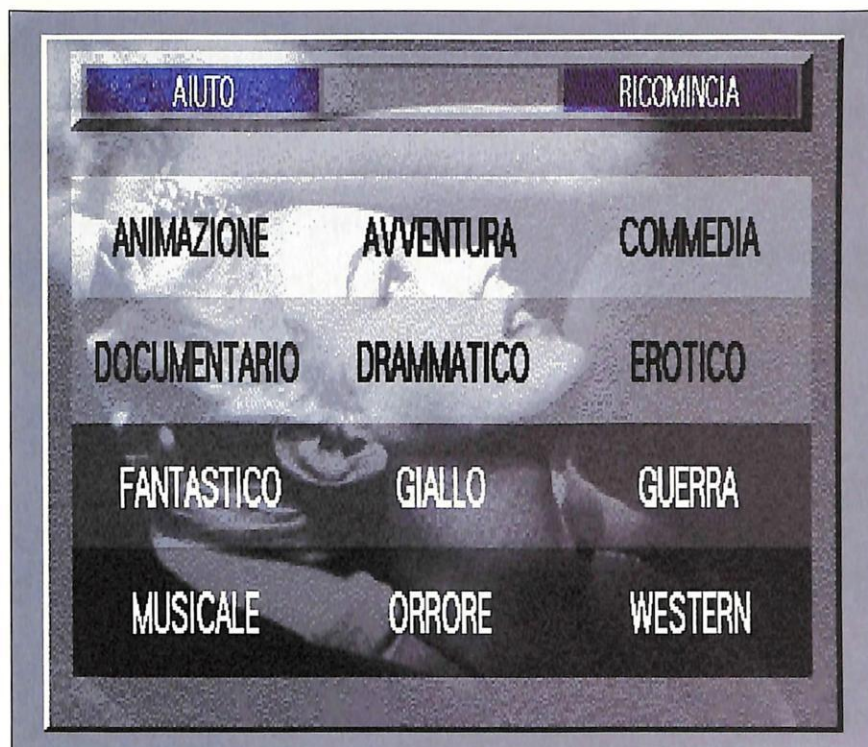 AIUTO RICOMINCIA
ANIMAZIONE AVVENTURA COMMEDIA
DOCUMENTARIO DRAMMATICO EROTICO
FANTASTICO GIALLO GUERRA
MUSICALE ORRORE WESTERN